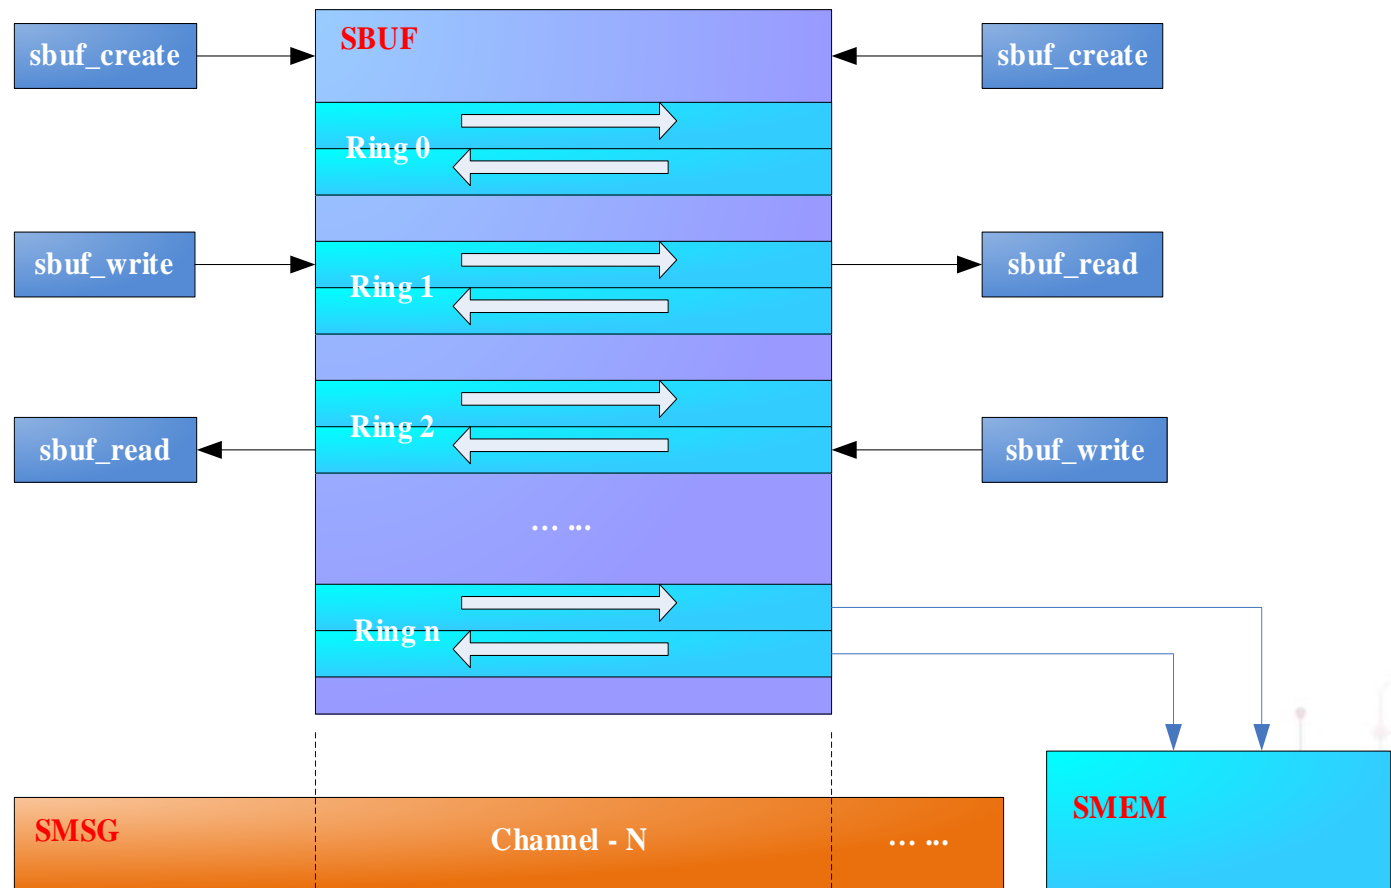 SBUF
sbuf_create
sbuf_create
Ring 0
sbuf_write
sbuf_read
Ring 1
Ring 2
sbuf_read
sbuf_write
... ...
Ring n
SMEM
SMSG
Channel - N
... ...